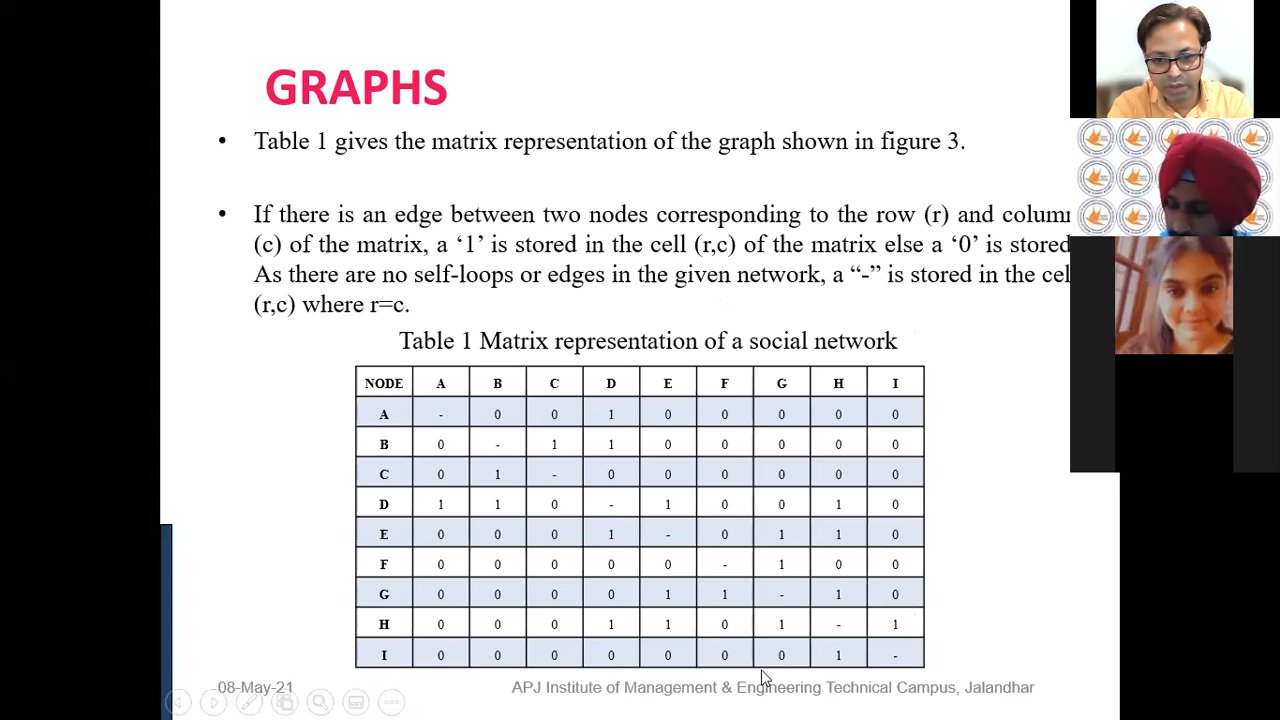 GRAPHS
• Table 1 gives the matrix representation of the graph shown in figure 3.
• If there is an edge between two nodes corresponding to the row (r) and column
(c) of the matrix, a ‘1’ is stored in the cell (r,c) of the matrix else a ‘0’ is stored
As there are no self-loops or edges in the given network, a “-” is stored in the cell
(r,c) where r=c.
Table 1 Matrix representation of a social network
NODE A B C D E F G H I
A - 0 0 1 0 0 0 0 0
B 0 - 1 1 0 0 0 0 0
C 0 1 - 0 0 0 0 0 0
D 1 1 0 - 1 0 0 1 0
E 0 0 0 1 - 0 1 1 0
F 0 0 0 0 0 - 1 0 0
G 0 0 0 0 1 1 - 1 0
H 0 0 0 1 1 0 1 - 1
I 0 0 0 0 0 0 0 1 -
08-May-21 APJ Institute of Management & Engineering Technical Campus, Jalandhar